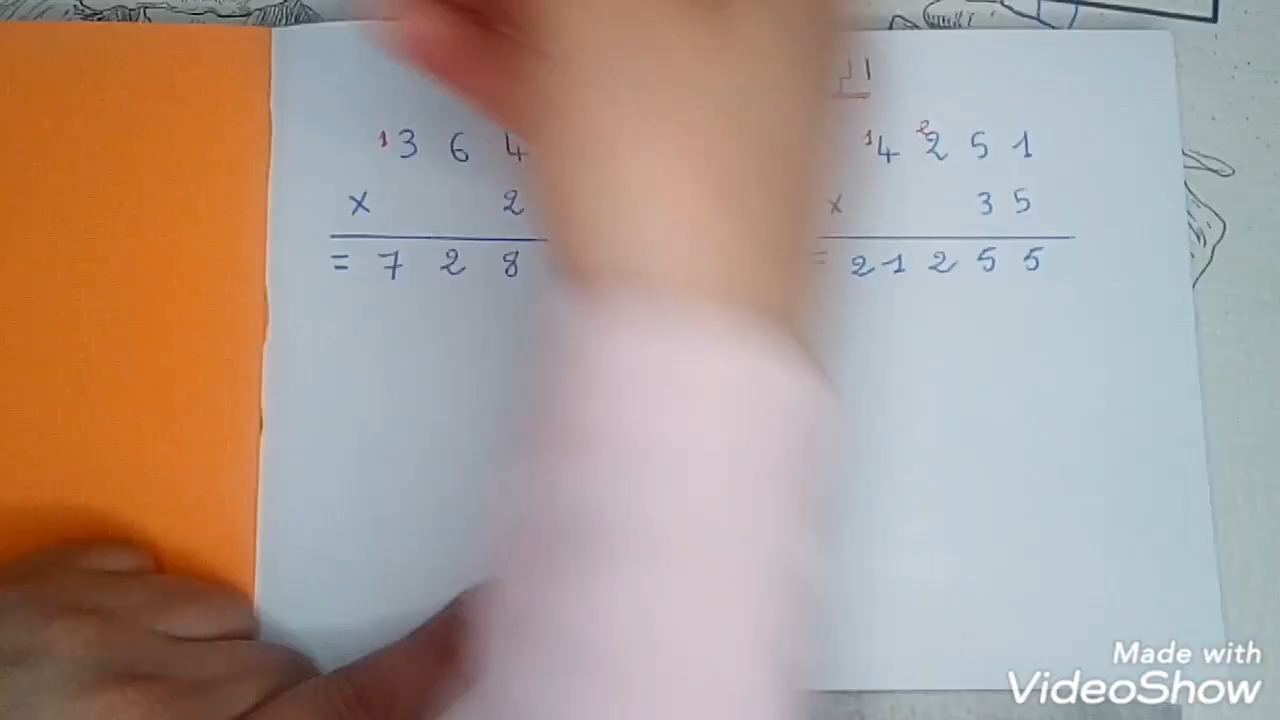 ¹3 6 4
x 2
= 7 2 8
¹4 ²2 5 1
x 3 5
= 2 1 2 5 5
Made with
VideoShow